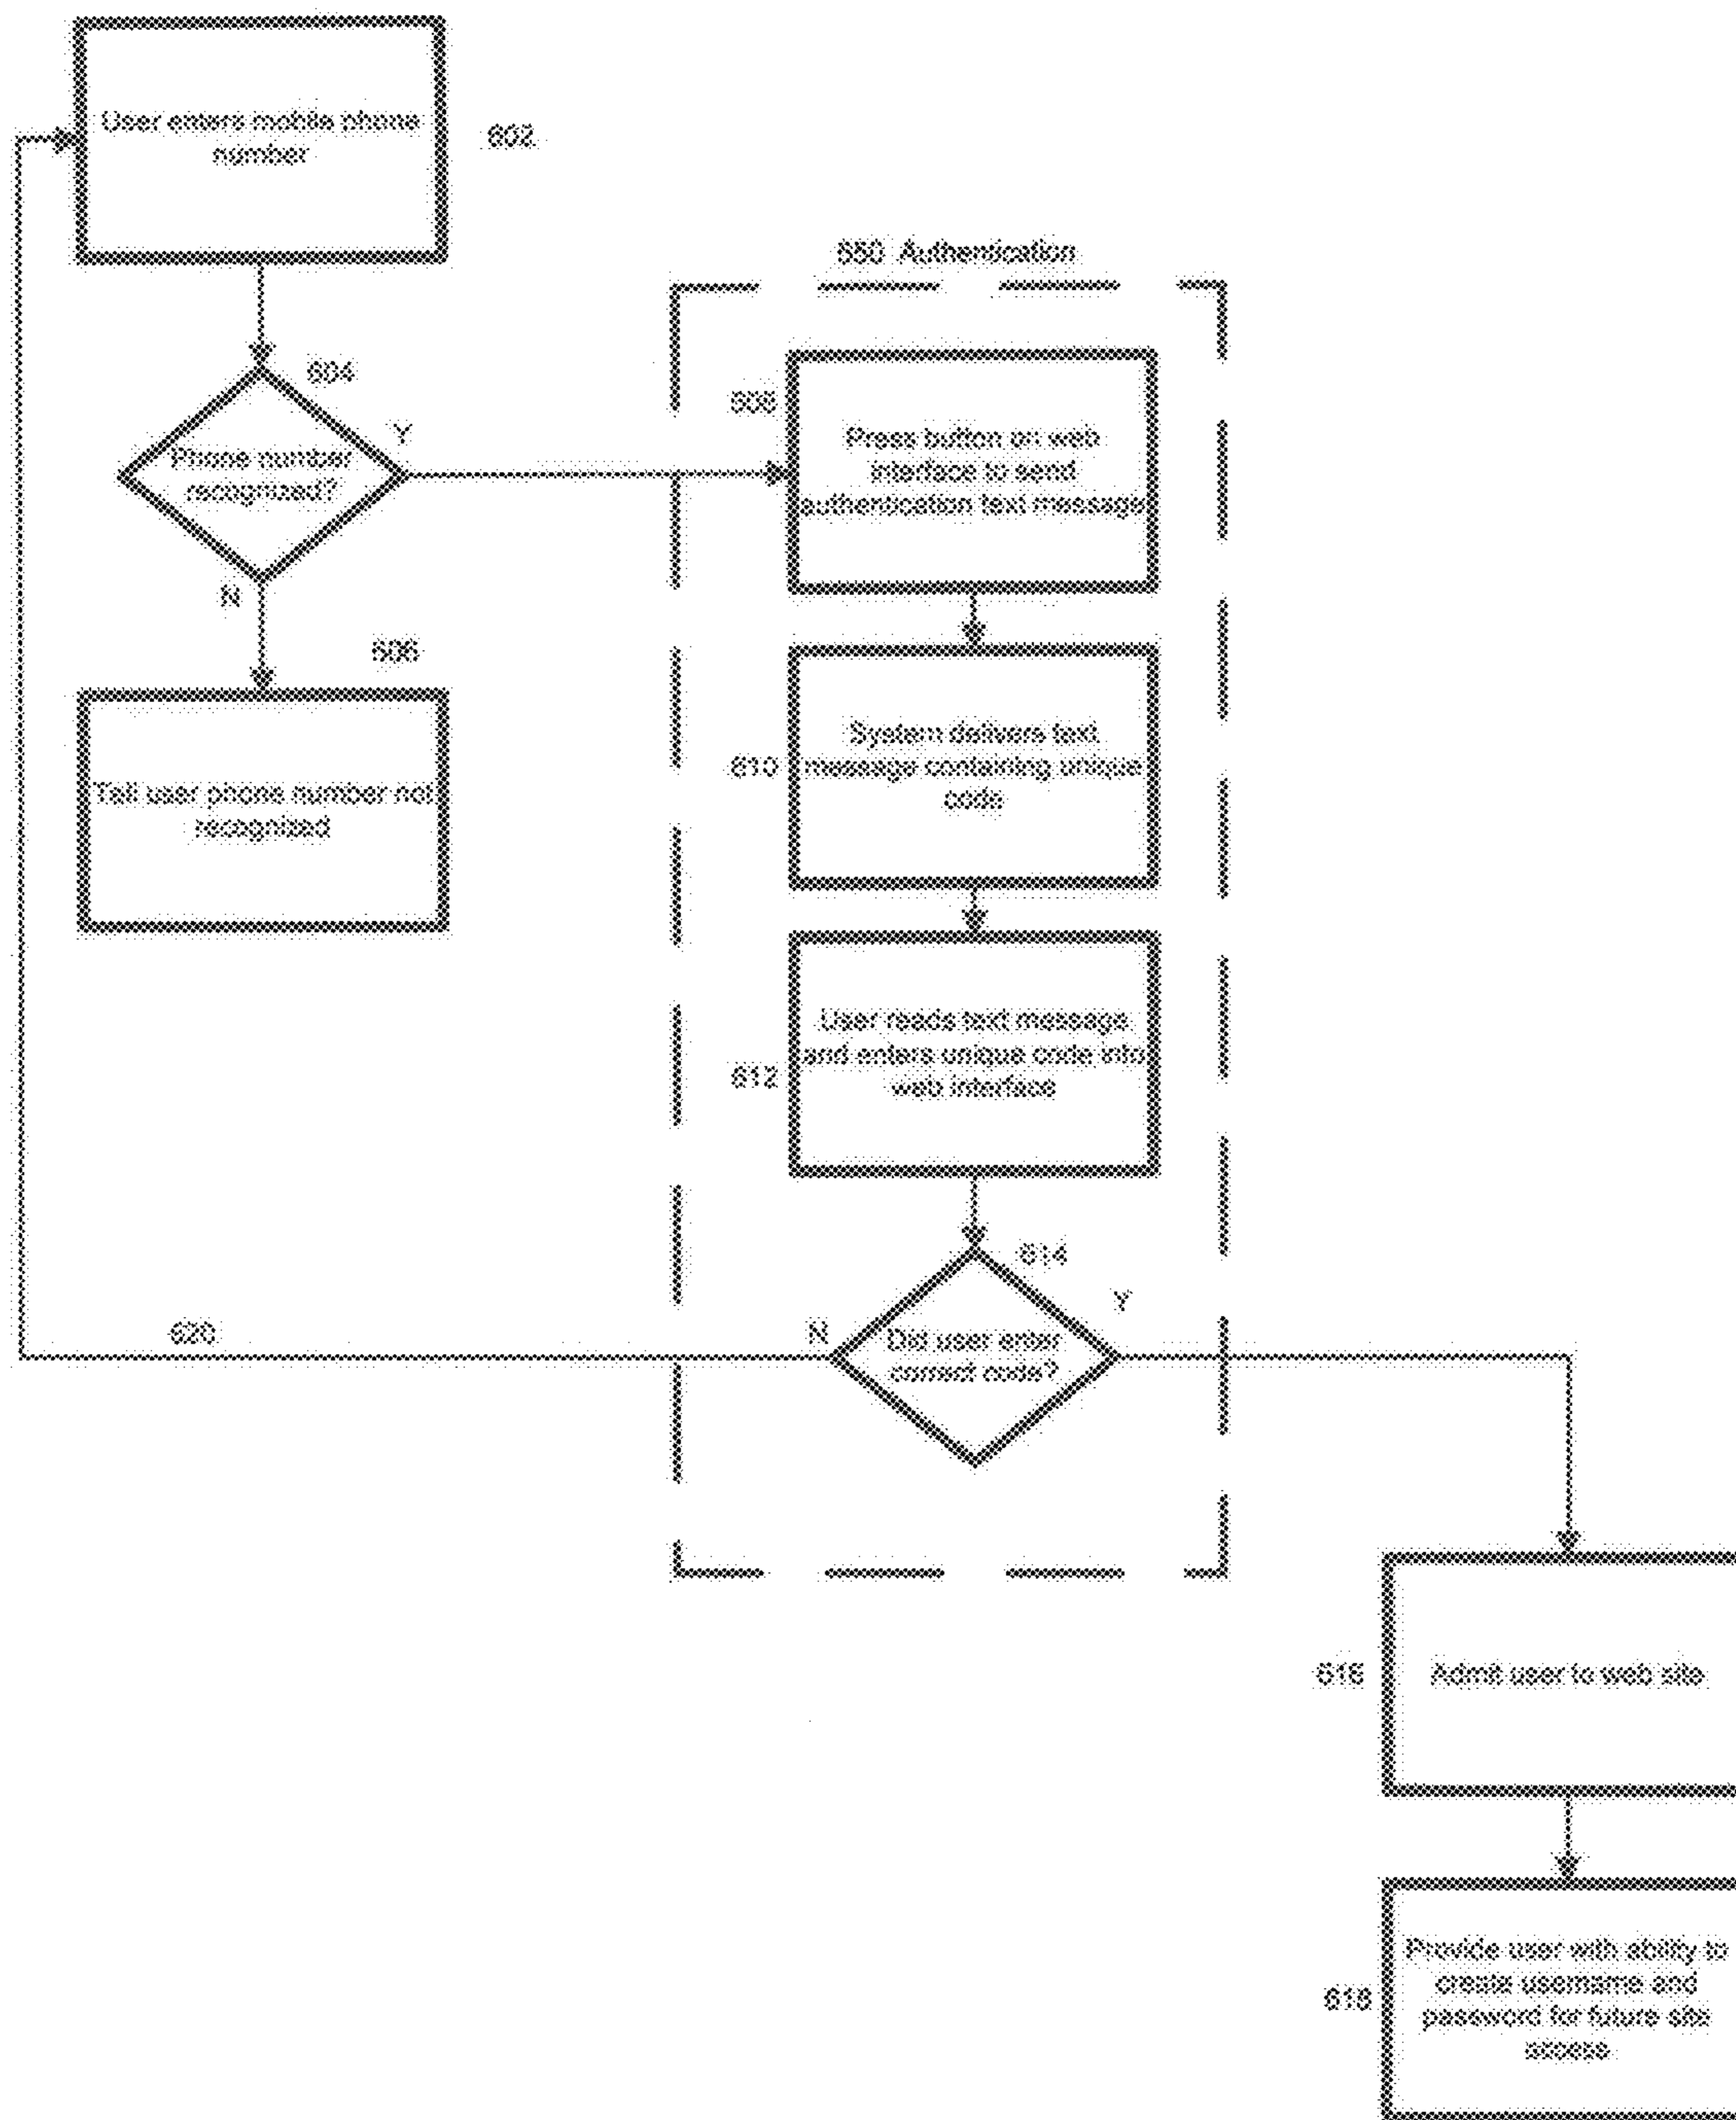 User enters mobile phone
number
602
650 Authentication
604
Y
Phone number
recognized?
N
608
Press button on web
interface to send
authentication text message
606
Tell user phone number not
recognized
System delivers text
610
message containing unique
code
User reads text message
and enters unique code into
612
web interface
614
Y
N
620
Did user enter
correct code?
616
Admit user to web site
Provide user with ability to
create username and
618
password for future site
access